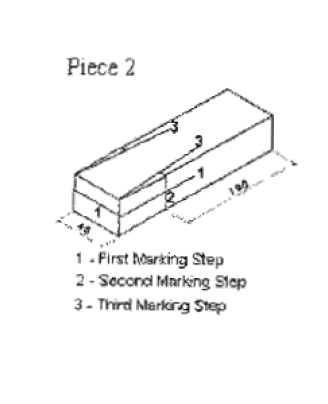 Piece 2
3
3
1
2
1
48
190
1 - First Marking Step
2 - Second Marking Step
3 - Third Marking Step